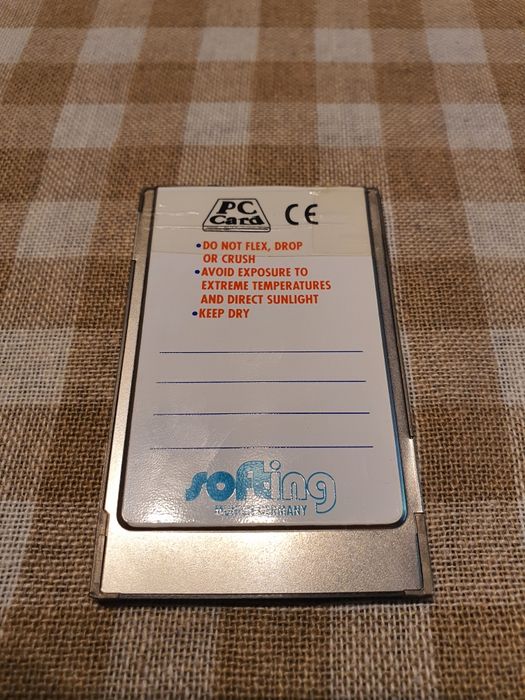 PC
Card
CE
•DO NOT FLEX, DROP
OR CRUSH
•AVOID EXPOSURE TO
EXTREME TEMPERATURES
AND DIRECT SUNLIGHT
•KEEP DRY
softing
GERMANY